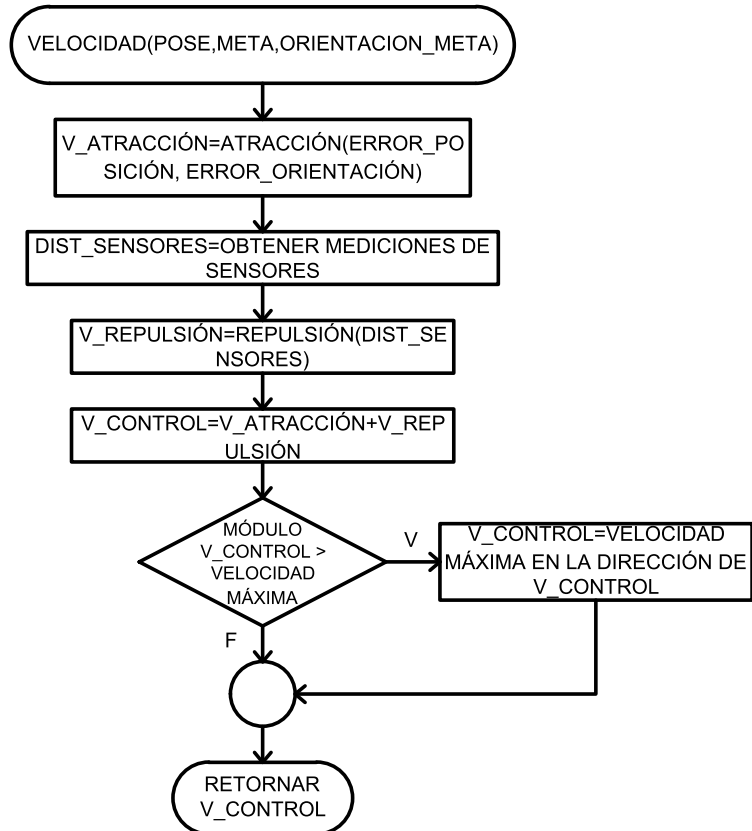 VELOCIDAD(POSE,META,ORIENTACION_META)
V_ATRACCIÓN=ATRACCIÓN(ERROR_PO
SICIÓN, ERROR_ORIENTACIÓN)
DIST_SENSORES=OBTENER MEDICIONES DE
SENSORES
V_REPULSIÓN=REPULSIÓN(DIST_SE
NSORES)
V_CONTROL=V_ATRACCIÓN+V_REP
ULSIÓN
MÓDULO
V_CONTROL >
VELOCIDAD
MÁXIMA
V
V_CONTROL=VELOCIDAD
MÁXIMA EN LA DIRECCIÓN DE
V_CONTROL
F
RETORNAR
V_CONTROL